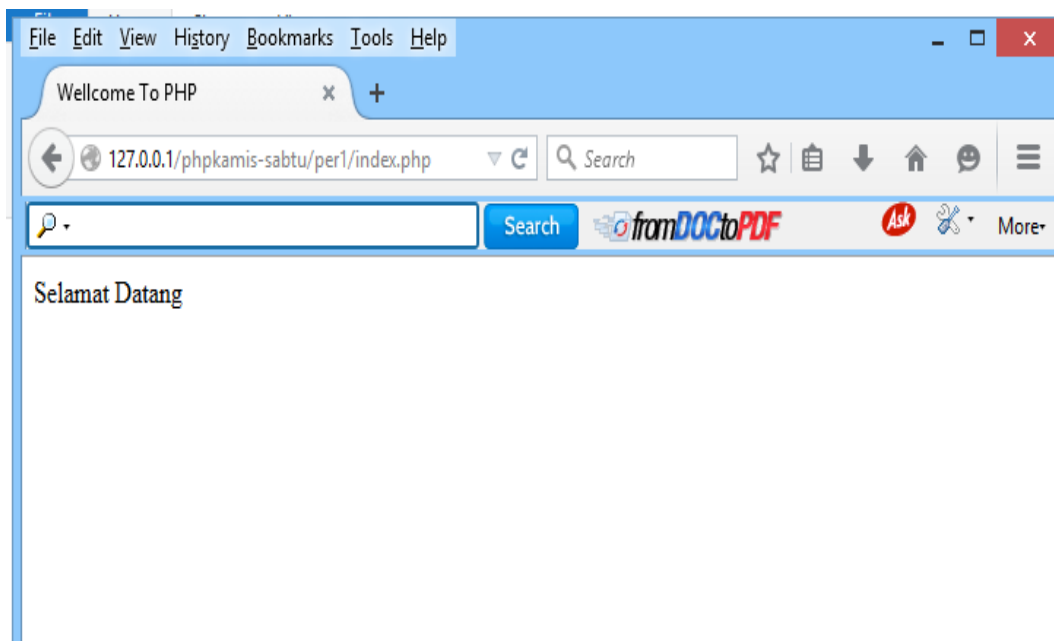 File Edit View History Bookmarks Tools Help
Wellcome To PHP
127.0.0.1/phpkamis-sabtu/per1/index.php Search
Search fromDOCtoPDF Ask More
Selamat Datang